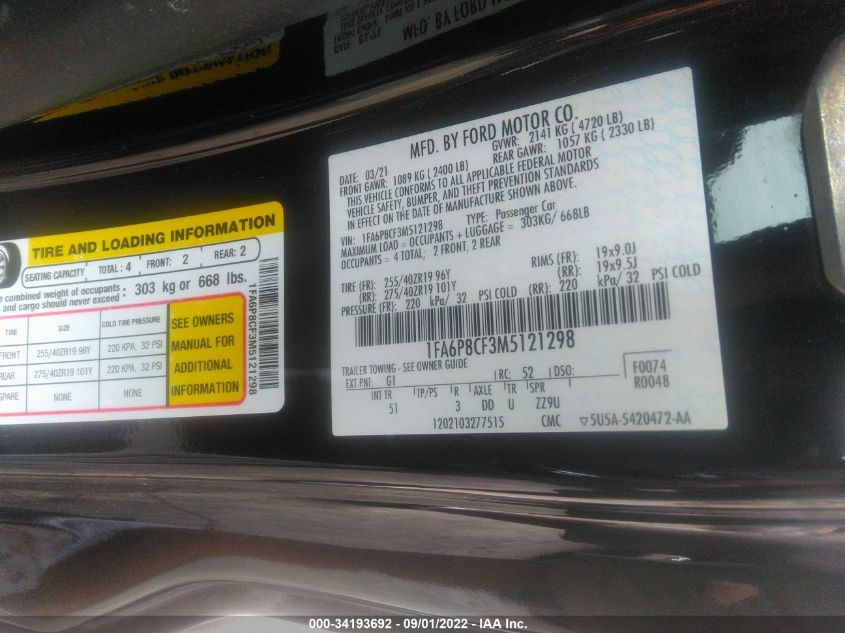 MFG. BY FORD
TIRE INFORMATION
TIRE AND LOADING INFORMATION
SEATING CAPACITY TOTAL : 4 FRONT: 2 REAR: 2
e combined weight of occupants : 303 kg or 668 lbs.
and cargo should never exceed
TIRE SIZE COLD TIRE PRESSURE
FRONT 255/40ZR19 96Y 220 KPA, 32 PSI
REAR 275/40ZR19 101Y 220 KPA, 32 PSI
SPARE NONE NONE
SEE OWNERS
MANUAL FOR
ADDITIONAL
INFORMATION
1FA6P8CF3M5121298
MFD. BY FORD MOTOR CO.
DATE: 03/21 GVWR: 2141 KG ( 4720 LB)
FRONT GAWR: 1089 KG ( 2400 LB) REAR GAWR: 1057 KG ( 2330 LB)
THIS VEHICLE CONFORMS TO ALL APPLICABLE FEDERAL MOTOR
VEHICLE SAFETY, BUMPER, AND THEFT PREVENTION STANDARDS
IN EFFECT ON THE DATE OF MANUFACTURE SHOWN ABOVE.
VIN: 1FA6P8CF3M5121298 TYPE: Passenger Car
MAXIMUM LOAD = OCCUPANTS + LUGGAGE = 303KG/ 668LB
OCCUPANTS = 4 TOTAL; 2 FRONT, 2 REAR
TIRE (FR): 255/40ZR19 96Y RIMS (FR): 19x9.0J
(RR): 275/40ZR19 101Y (RR): 19x9.5J
PRESSURE (FR): 220 kPa/ 32 PSI COLD (RR): 220 kPa/ 32 PSI COLD
1FA6P8CF3M5121298
TRAILER TOWING - SEE OWNER GUIDE
EXT PNT: G1 RC: 52 DSO: F0074
R0048
INT TR TP/PS R AXLE TR SPR
51 3 DD U ZZ9U
1202103277515 CMC ▽5U5A-5420472-AA
000-34193692 - 09/01/2022 - IAA Inc.